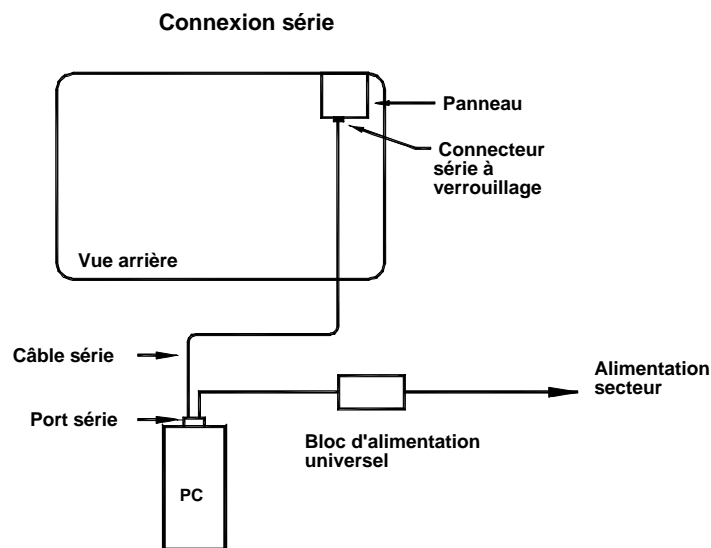 Connexion série
Panneau
Connecteur
série à
verrouillage
Vue arrière
Câble série
Alimentation
secteur
Port série
Bloc d'alimentation
universel
PC